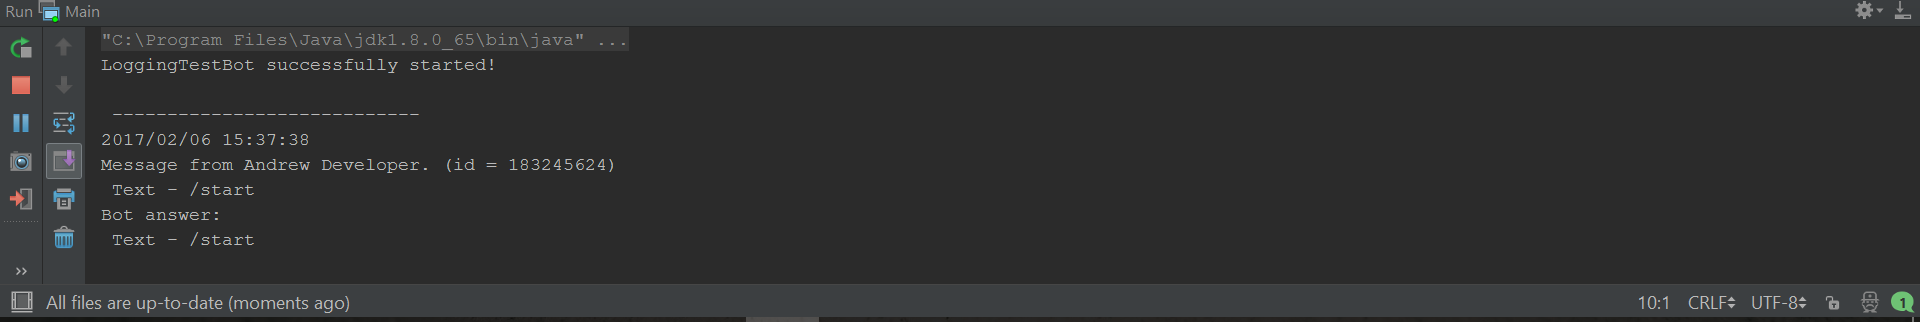 Run Main
"C:\Program Files\Java\jdk1.8.0_65\bin\java" ...
LoggingTestBot successfully started!
----------------------------
2017/02/06 15:37:38
Message from Andrew Developer. (id = 183245624)
Text - /start
Bot answer:
Text - /start
All files are up-to-date (moments ago) 10:1 CRLF UTF-8 1